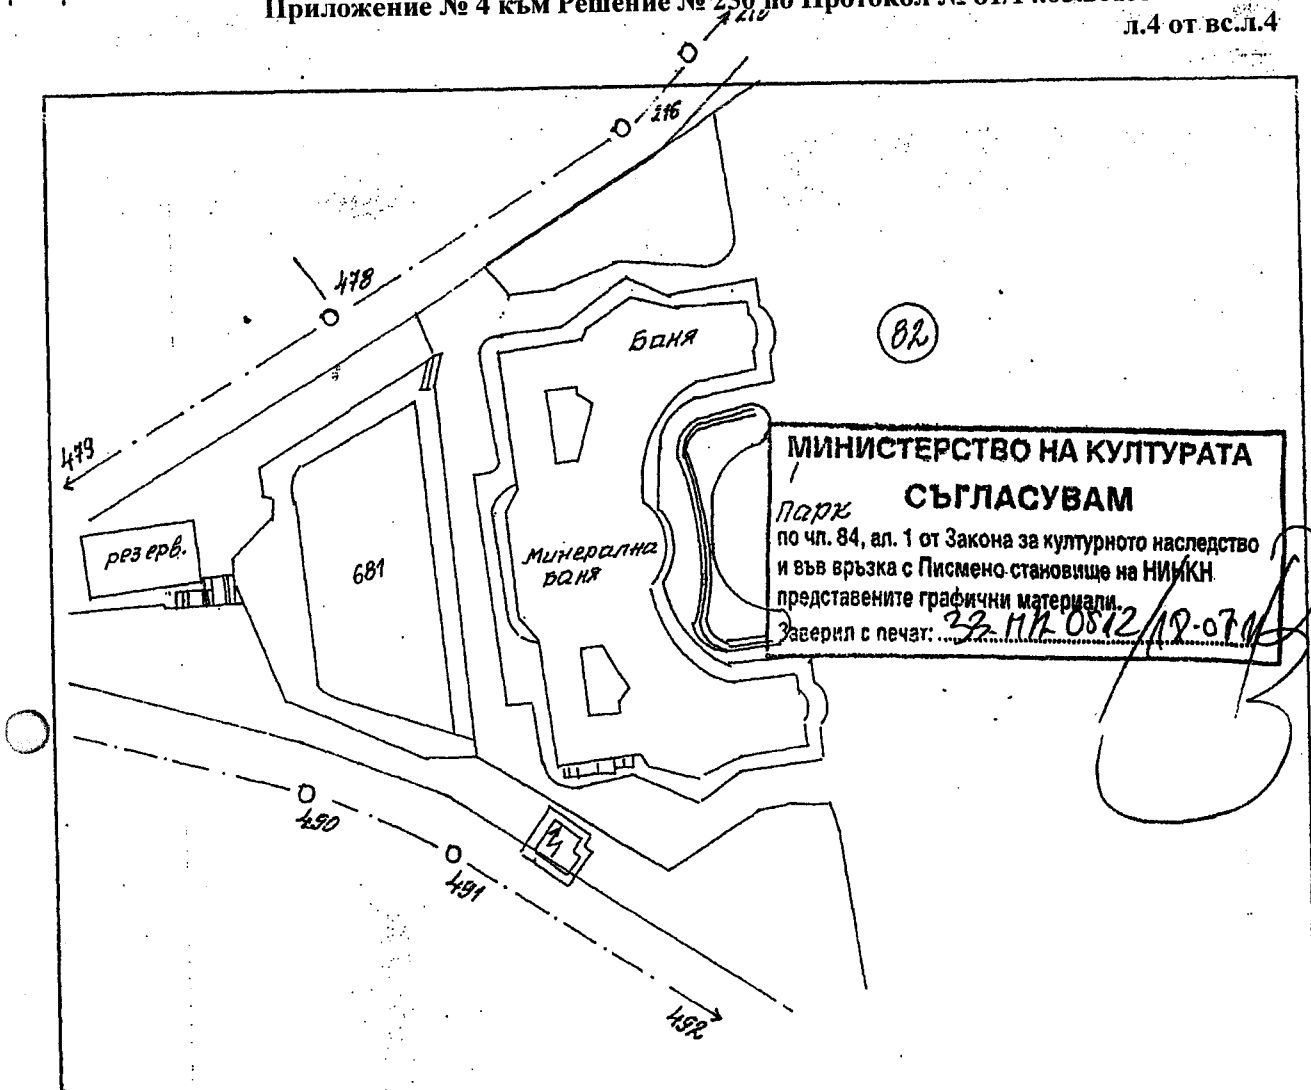 Приложение № 4 към Решение № 230 по Протокол №
л.4 от вс.л.4
216
478
Баня
82
479
МИНИСТЕРСТВО НА КУЛТУРАТА
СЪГЛАСУВАМ
Парк
по чл. 84, ал. 1 от Закона за културното наследство
и във връзка с Писмено становище на НИНКН
представените графични материали.
Заверил с печат:
резерв.
Минерална
баня
681
490
491
492